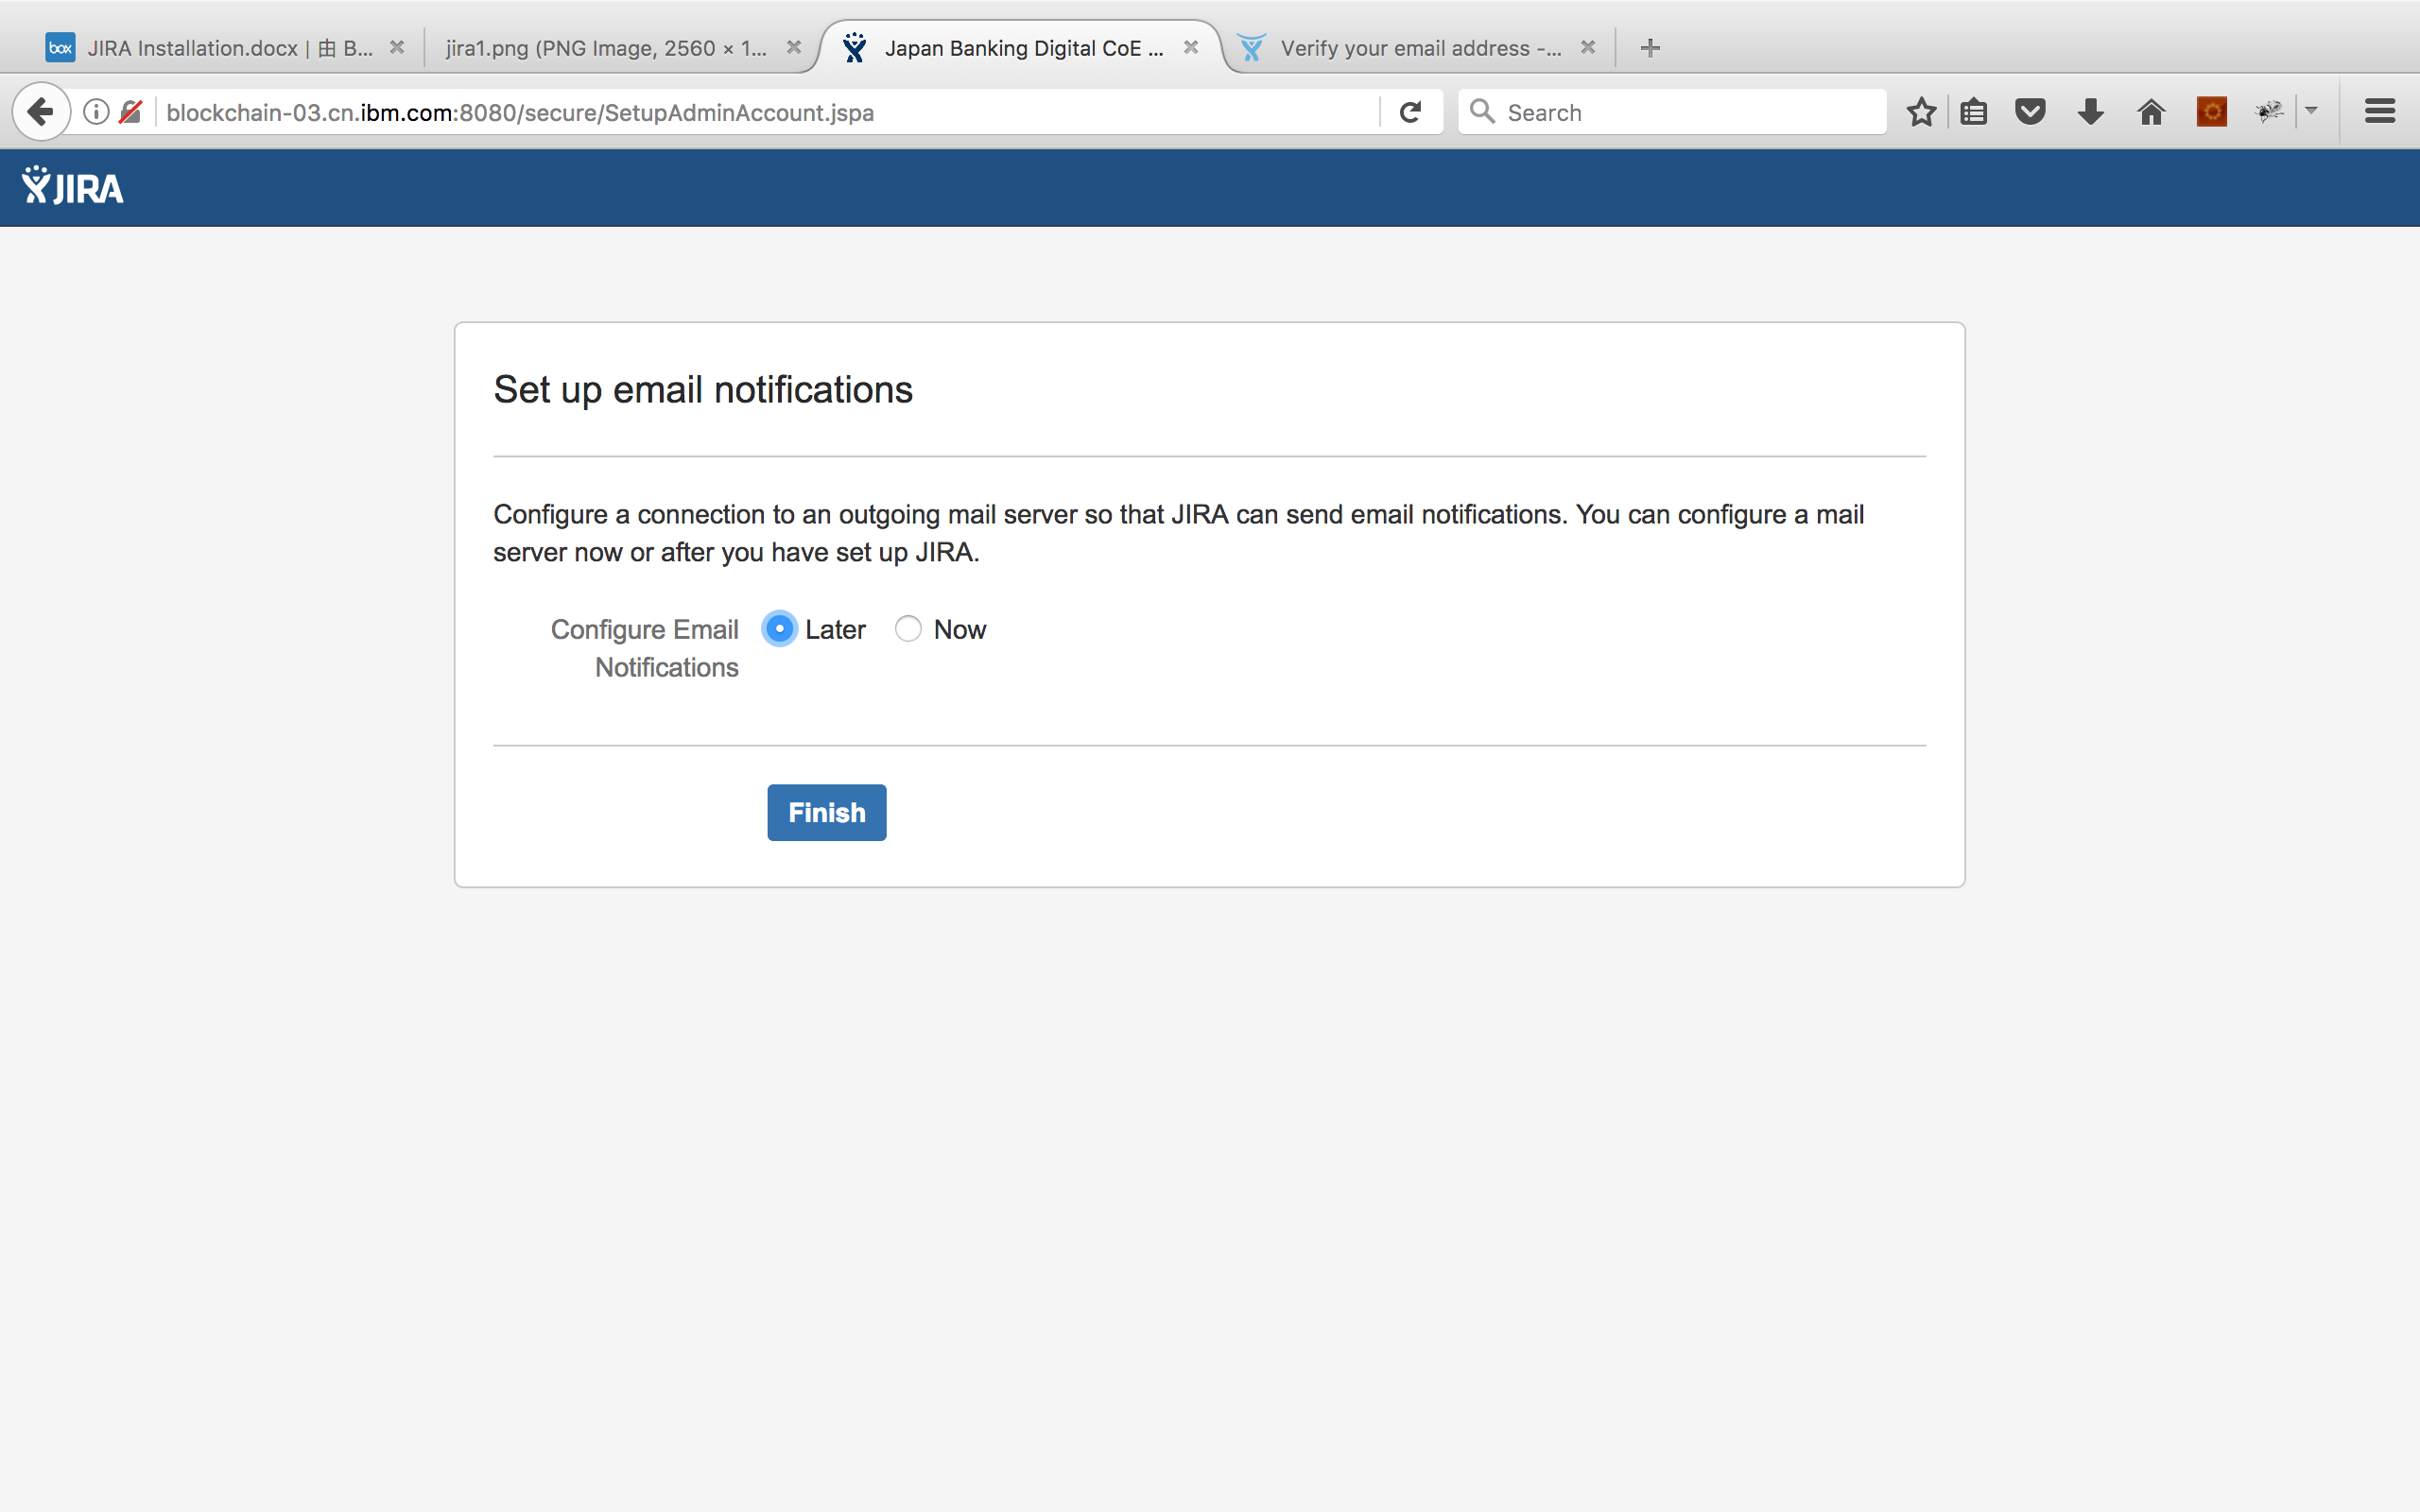 box JIRA Installation.docx | 由 B...
jira1.png (PNG Image, 2560 × 1...
Japan Banking Digital CoE ...
Verify your email address -...
blockchain-03.cn.ibm.com:8080/secure/SetupAdminAccount.jspa
Search
JIRA
Set up email notifications
Configure a connection to an outgoing mail server so that JIRA can send email notifications. You can configure a mail
server now or after you have set up JIRA.
Configure Email Later Now
Notifications
Finish